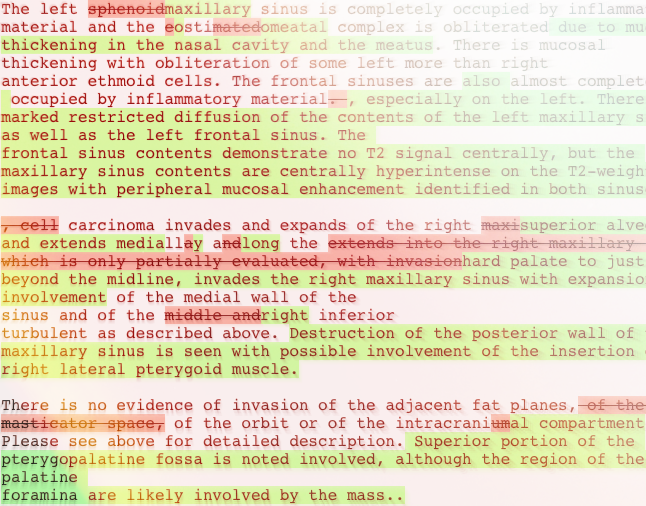 The left sphenoidmaxillary sinus is completely occupied by inflamma
material and the eostimatedomeatal complex is obliterated due to mu
thickening in the nasal cavity and the meatus. There is mucosal
thickening with obliteration of some left more than right
anterior ethmoid cells. The frontal sinuses are also almost complet
occupied by inflammatory material. , especially on the left. There
marked restricted diffusion of the contents of the left maxillary s
as well as the left frontal sinus. The
frontal sinus contents demonstrate no T2 signal centrally, but the
maxillary sinus contents are centrally hyperintense on the T2-weigh
images with peripheral mucosal enhancement identified in both sinus
, cell carcinoma invades and expands of the right maxisuperior alve
and extends mediallay andlong the extends into the right maxillary
which is only partially evaluated, with invasionhard palate to just
beyond the midline, invades the right maxillary sinus with expansio
involvement of the medial wall of the
sinus and of the middle andright inferior
turbulent as described above. Destruction of the posterior wall of
maxillary sinus is seen with possible involvement of the insertion
right lateral pterygoid muscle.
There is no evidence of invasion of the adjacent fat planes, of the
masticator space, of the orbit or of the intracraniumal compartment
Please see above for detailed description. Superior portion of the
pterygopalatine fossa is noted involved, although the region of the
palatine
foramina are likely involved by the mass..